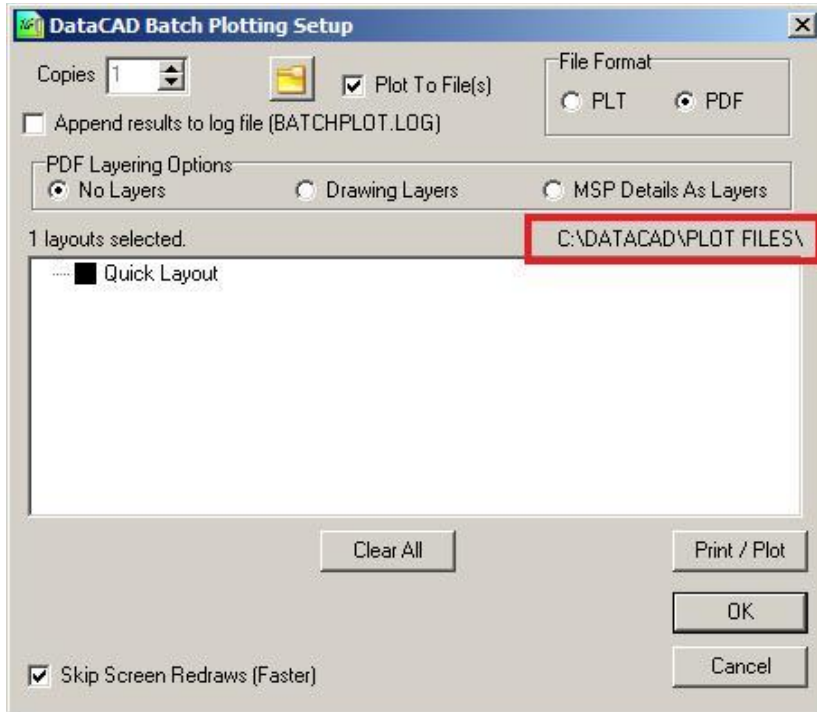 DataCAD Batch Plotting Setup
Copies 1
Plot To File(s)
File Format
PLT PDF
Append results to log file (BATCHPLOT.LOG)
PDF Layering Options
No Layers Drawing Layers MSP Details As Layers
1 layouts selected. C:\DATACAD\PLOT FILES\
Quick Layout
Clear All Print / Plot
OK
Skip Screen Redraws (Faster) Cancel